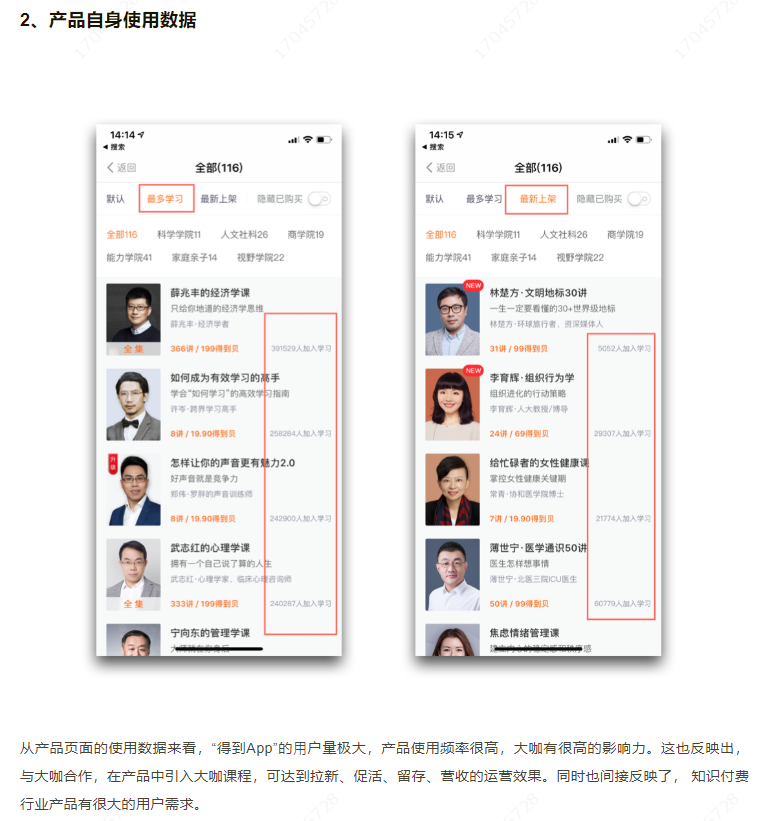 2、产品自身使用数据
14:14
搜索
返回
全部(116)
默认 最多学习 最新上架 隐藏已购买
全部116 科学学院11 人文社科26 商学院19
能力学院41 家庭亲子14 视野学院22
薛兆丰的经济学课
只给你地道的经济学思维
薛兆丰·经济学者
全集
366讲 / 199得到贝 391529人加入学习
如何成为有效学习的高手
学会“如何学习”的高效学习指南
许岑·跨界学习高手
8讲 / 19.90得到贝 258264人加入学习
升级
怎样让你的声音更有魅力2.0
好声音就是竞争力
郑伟·罗胖的声音训练师
8讲 / 19.90得到贝 242900人加入学习
武志红的心理学课
拥有一个自己说了算的人生
武志红·心理学家、临床心理咨询师
全集
333讲 / 199得到贝 240287人加入学习
宁向东的管理学课
14:15
搜索
返回
全部(116)
默认 最多学习 最新上架 隐藏已购买
全部116 科学学院11 人文社科26 商学院19
能力学院41 家庭亲子14 视野学院22
NEW
林楚方·文明地标30讲
一生一定要看懂的30+世界级地标
林楚方·环球旅行者、资深媒体人
31讲 / 99得到贝 5052人加入学习
NEW
李育辉·组织行为学
组织进化的行动策略
李育辉·人大教授/博导
24讲 / 69得到贝 29307人加入学习
给忙碌者的女性健康课
掌控女性健康关键期
常青·协和医学院博士
7讲 / 19.90得到贝 21774人加入学习
薄世宁·医学通识50讲
医生怎样想事情
薄世宁·北医三院ICU医生
50讲 / 99得到贝 60779人加入学习
焦虑情绪管理课
从产品页面的使用数据来看，“得到App”的用户量极大，产品使用频率很高，大咖有很高的影响力。这也反映出，
与大咖合作，在产品中引入大咖课程，可达到拉新、促活、留存、营收的运营效果。同时也间接反映了， 知识付费
行业产品有很大的用户需求。
17045728
17045728
17045728